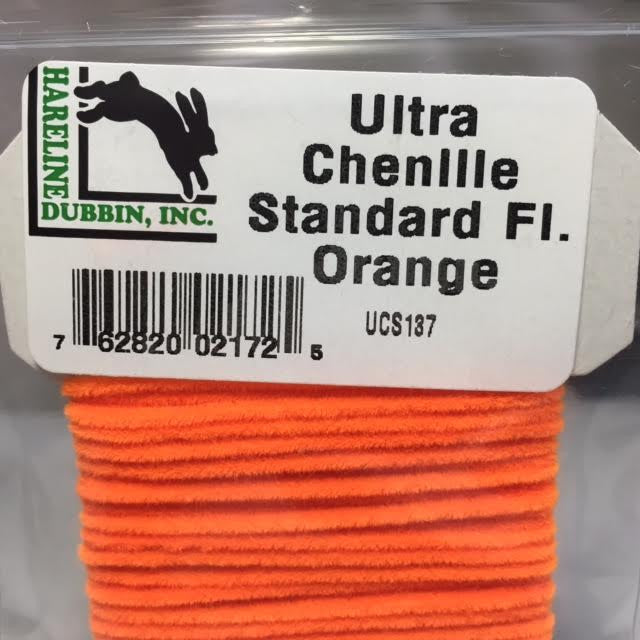 HARELINE
DUBBIN, INC.
Ultra
Chenille
Standard Fl.
Orange
UCS137
7 62820 02172 5